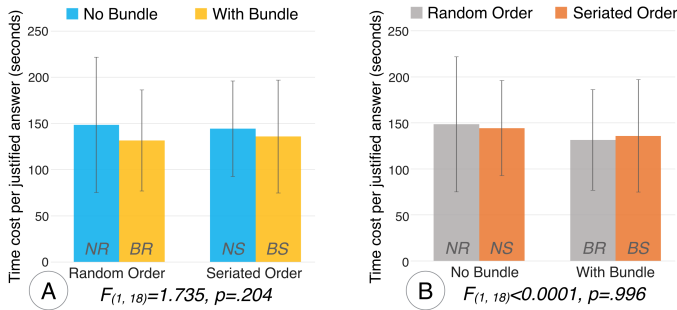 No Bundle With Bundle
Time cost per justified answer (seconds)
250
200
150
100
50
0
NR BR NS BS
Random Order Seriated Order
A
F(1, 18)=1.735, p=.204
Random Order Seriated Order
Time cost per justified answer (seconds)
250
200
150
100
50
0
NR NS BR BS
No Bundle With Bundle
B
F(1, 18)<0.0001, p=.996